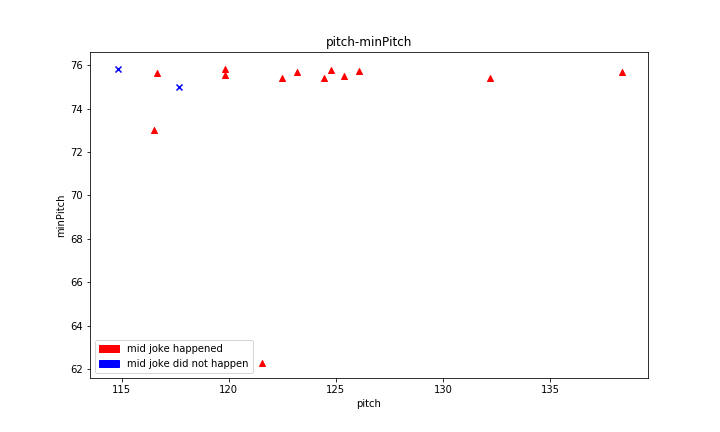 pitch-minPitch
76
74
72
70
68
66
64
62
minPitch
mid joke happened
mid joke did not happen
115 120 125 130 135
pitch